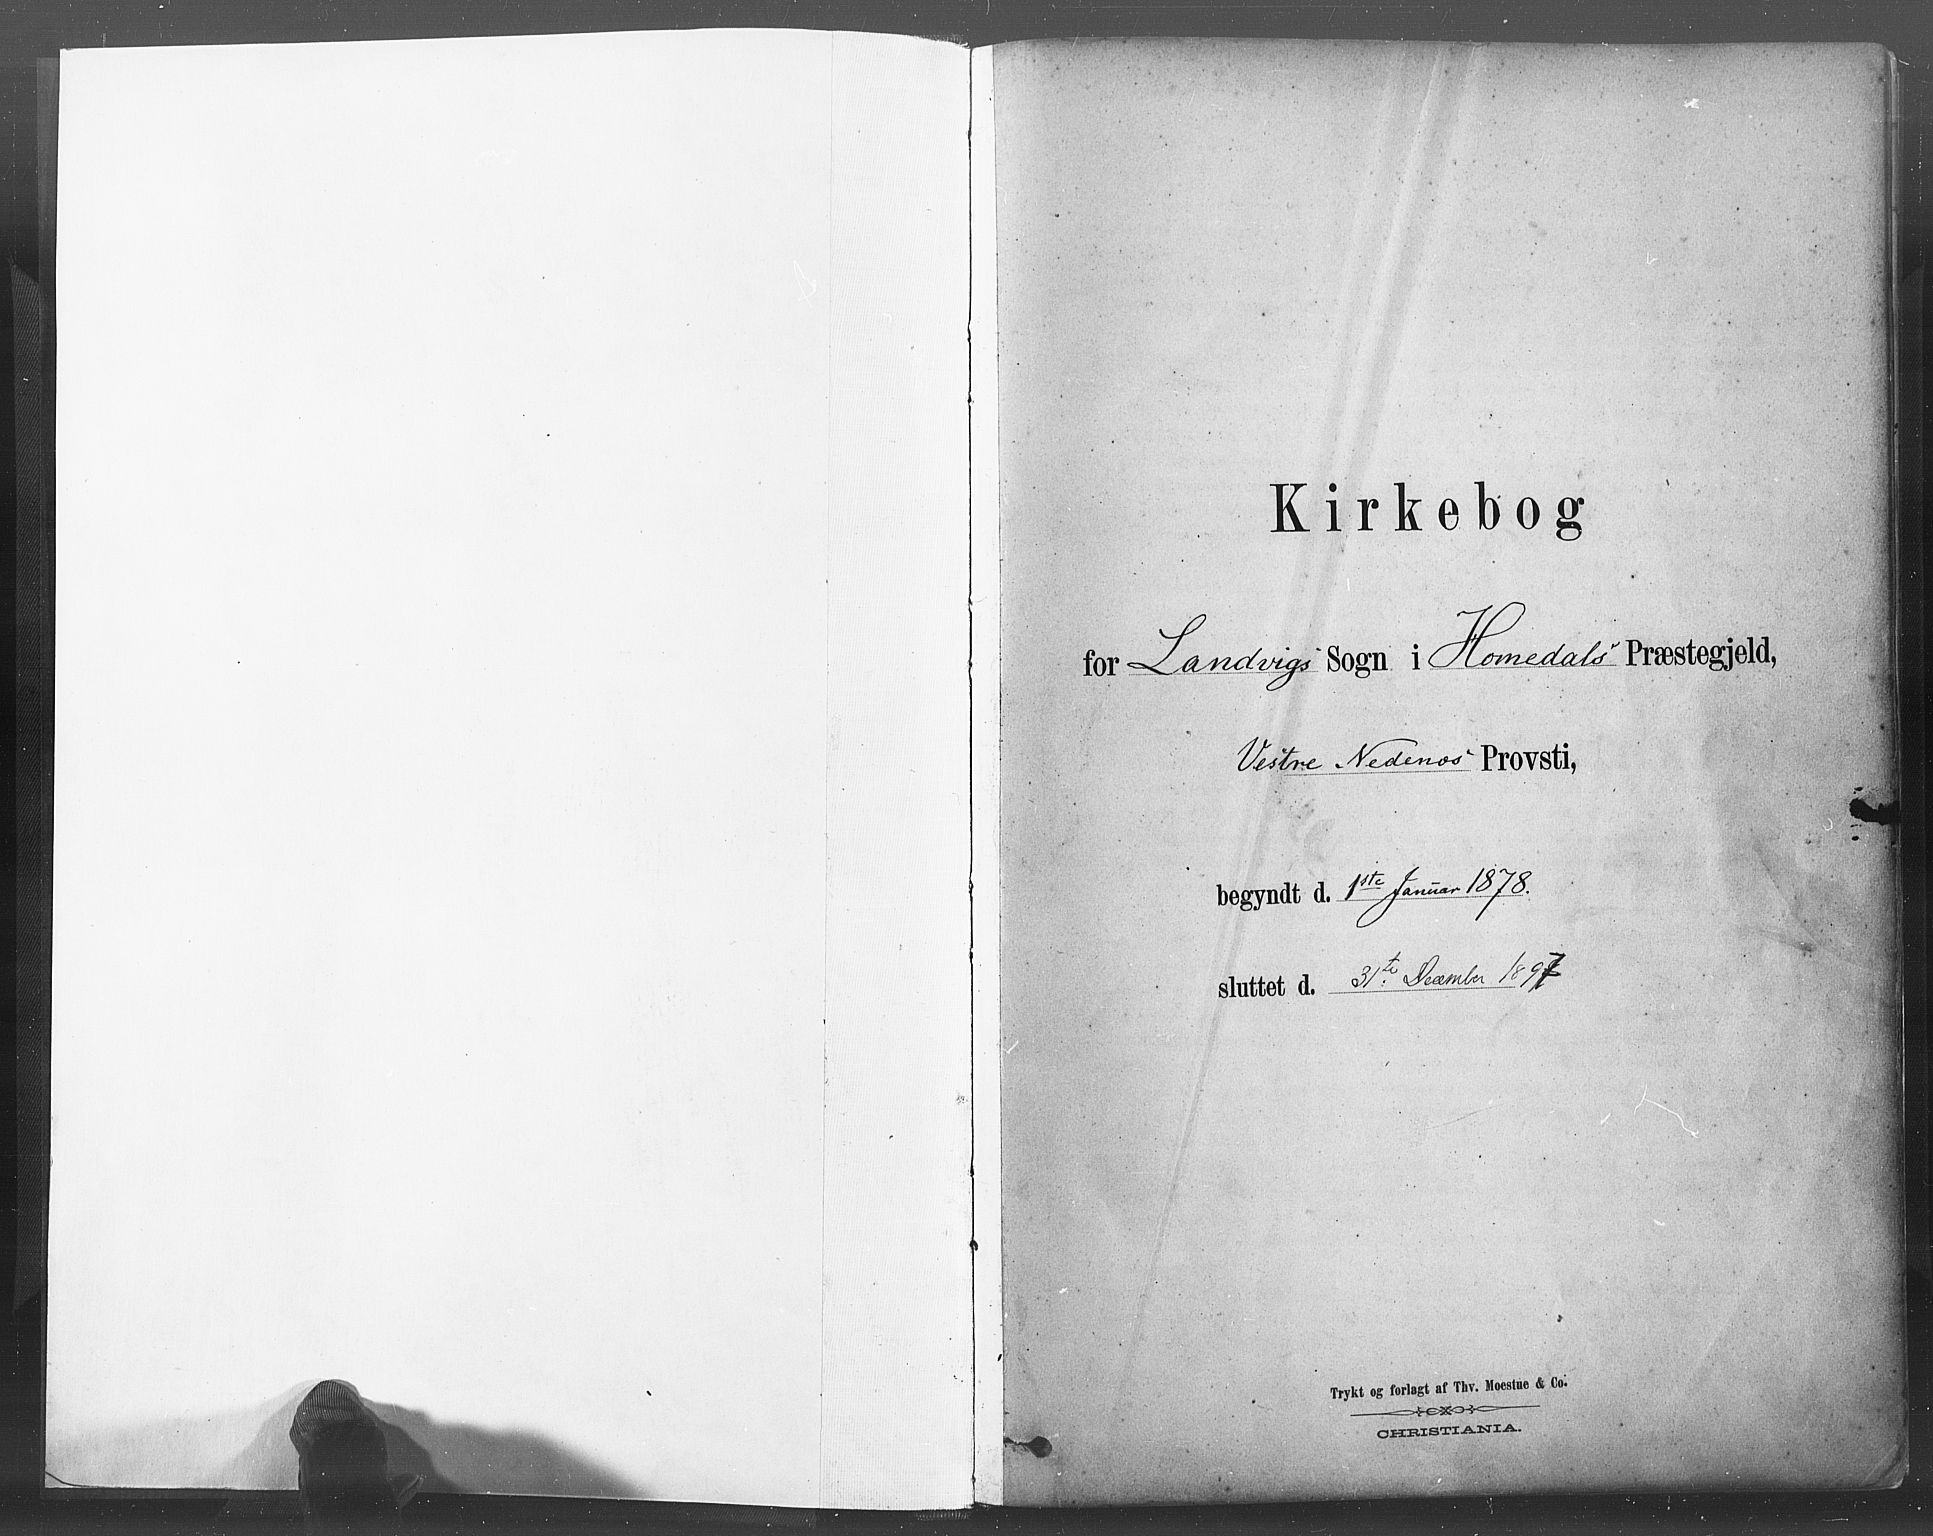 Kirkebog
for Landvigs Sogn i Homedals Præstegjeld,
Vestre Nedenæs Provsti,
begyndt d. 1ste Januar 1878.
sluttet d. 31te December 1897
Trykt og forlagt af Thv. Moestue & Co.
CHRISTIANIA.